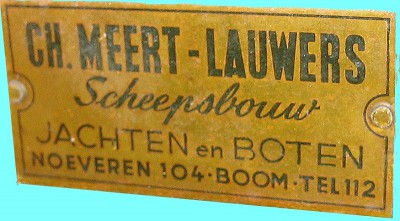 CH. MEERT - LAUWERS
Scheepsbouw
JACHTEN en BOTEN
NOEVEREN 104 · BOOM · TEL 112